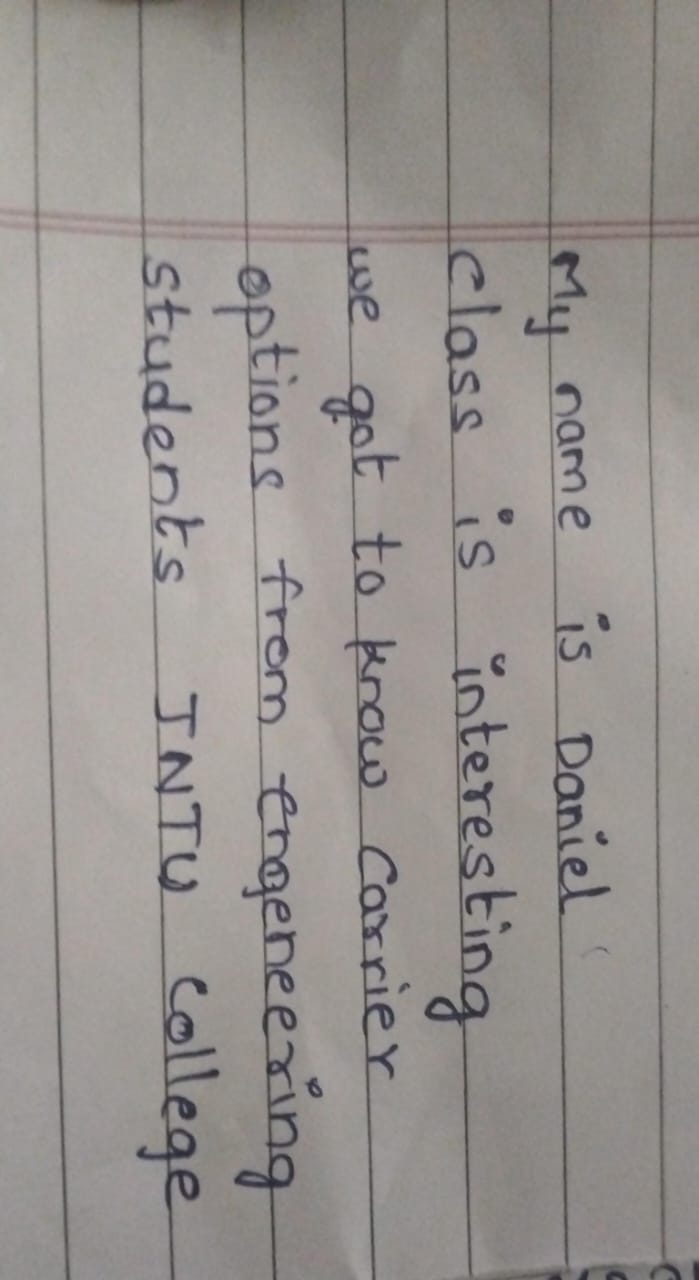 My name is Daniel
class is interesting
we got to know Carrier
options from engeneering
students JNTU College